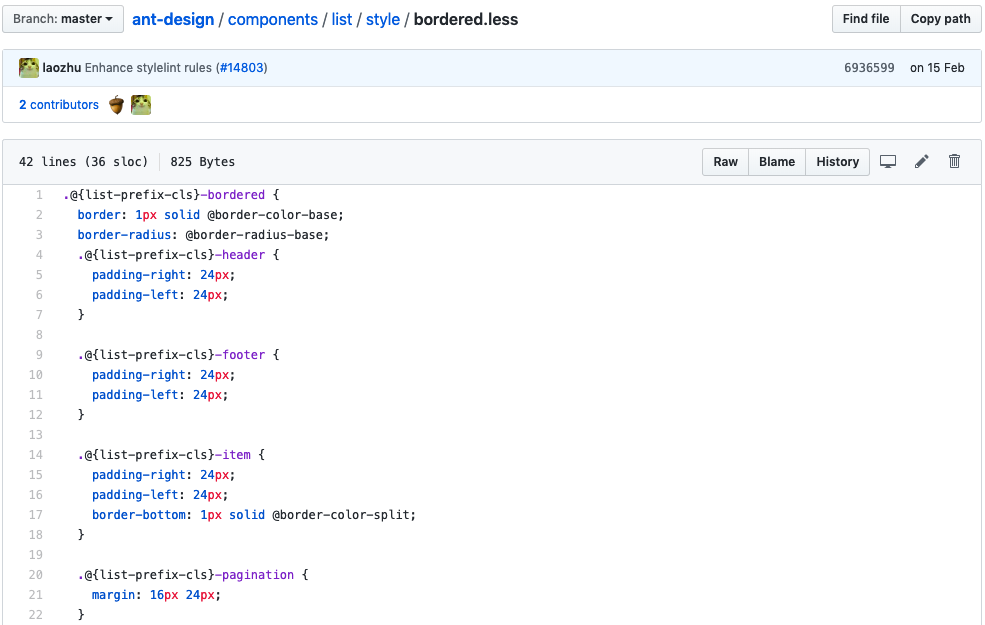 Branch: master ant-design / components / list / style / bordered.less Find file Copy path
laozhu Enhance stylelint rules (#14803) 6936599 on 15 Feb
2 contributors
42 lines (36 sloc) 825 Bytes Raw Blame History
1 .@{list-prefix-cls}-bordered {
2   border: 1px solid @border-color-base;
3   border-radius: @border-radius-base;
4   .@{list-prefix-cls}-header {
5     padding-right: 24px;
6     padding-left: 24px;
7   }
8
9   .@{list-prefix-cls}-footer {
10     padding-right: 24px;
11     padding-left: 24px;
12   }
13
14   .@{list-prefix-cls}-item {
15     padding-right: 24px;
16     padding-left: 24px;
17     border-bottom: 1px solid @border-color-split;
18   }
19
20   .@{list-prefix-cls}-pagination {
21     margin: 16px 24px;
22   }